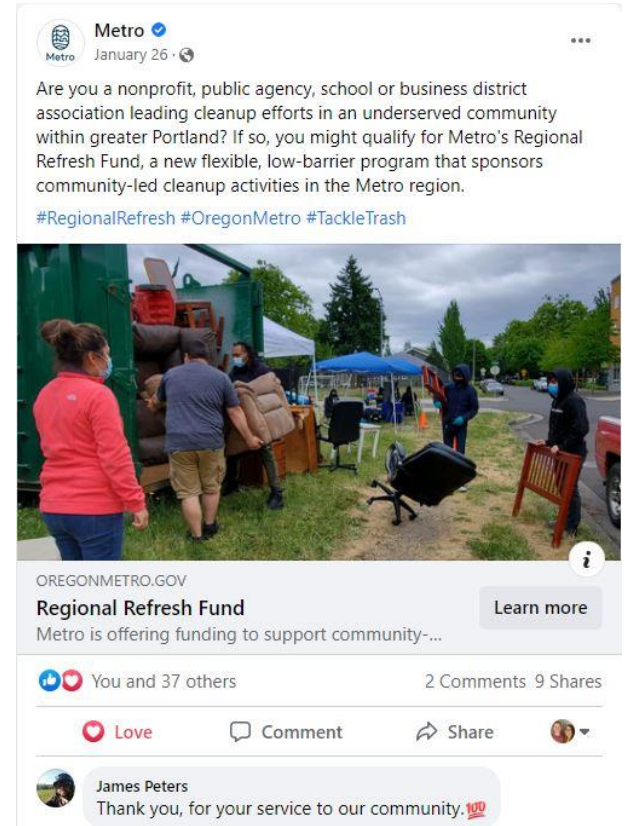 Metro
Metro
January 26 ·
Are you a nonprofit, public agency, school or business district
association leading cleanup efforts in an underserved community
within greater Portland? If so, you might qualify for Metro's Regional
Refresh Fund, a new flexible, low-barrier program that sponsors
community-led cleanup activities in the Metro region.
#RegionalRefresh #OregonMetro #TackleTrash
i
OREGONMETRO.GOV
Regional Refresh Fund
Learn more
Metro is offering funding to support community-...
You and 37 others
2 Comments 9 Shares
Love
Comment
Share
James Peters
Thank you, for your service to our community.💯